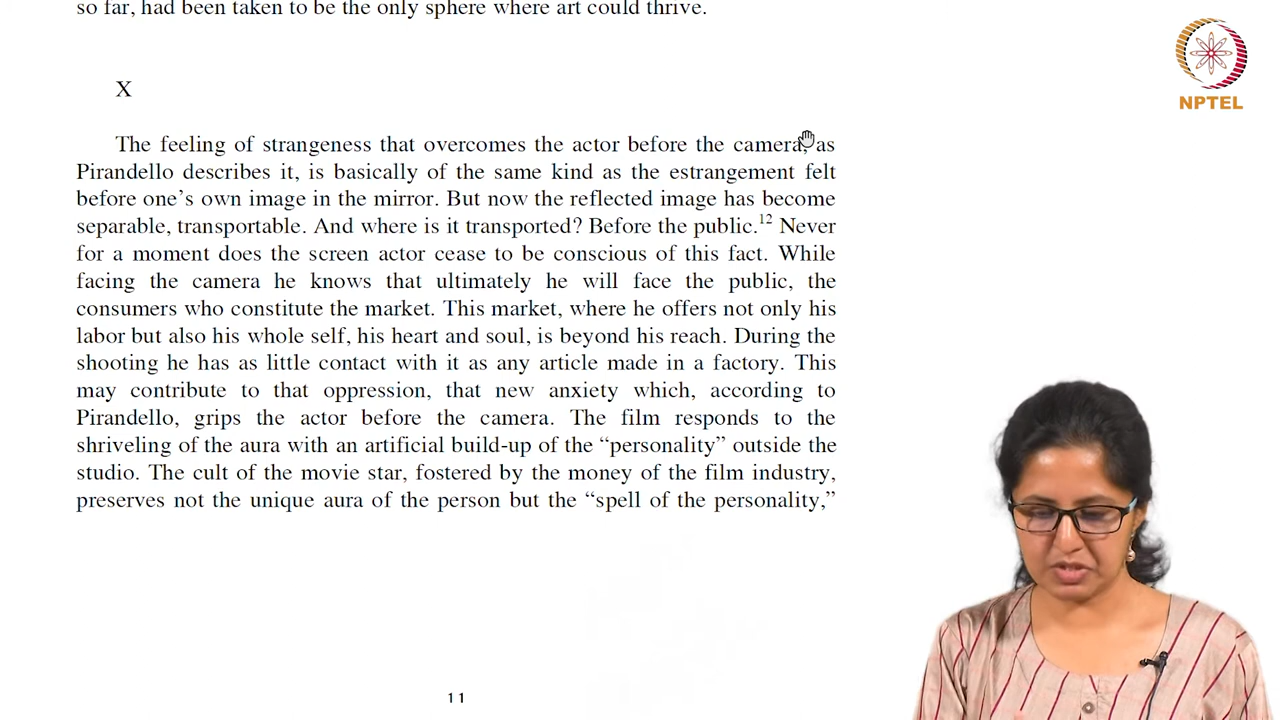 so far, had been taken to be the only sphere where art could thrive.
NPTEL
X
The feeling of strangeness that overcomes the actor before the camera, as
Pirandello describes it, is basically of the same kind as the estrangement felt
before one’s own image in the mirror. But now the reflected image has become
separable, transportable. And where is it transported? Before the public.12 Never
for a moment does the screen actor cease to be conscious of this fact. While
facing the camera he knows that ultimately he will face the public, the
consumers who constitute the market. This market, where he offers not only his
labor but also his whole self, his heart and soul, is beyond his reach. During the
shooting he has as little contact with it as any article made in a factory. This
may contribute to that oppression, that new anxiety which, according to
Pirandello, grips the actor before the camera. The film responds to the
shriveling of the aura with an artificial build-up of the “personality” outside the
studio. The cult of the movie star, fostered by the money of the film industry,
preserves not the unique aura of the person but the “spell of the personality,”
11